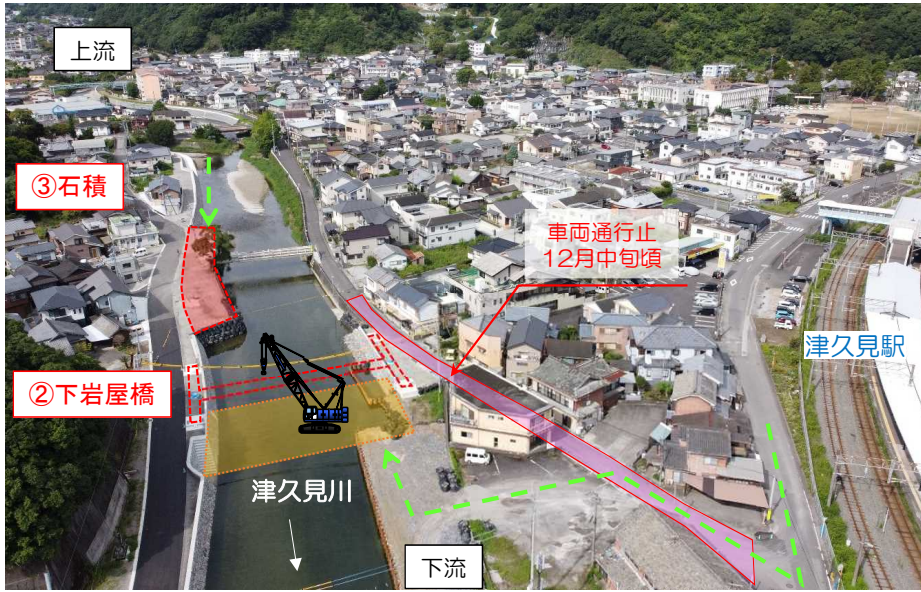 上流
③石積
車両通行止
12月中旬頃
津久見駅
②下岩屋橋
津久見川
下流